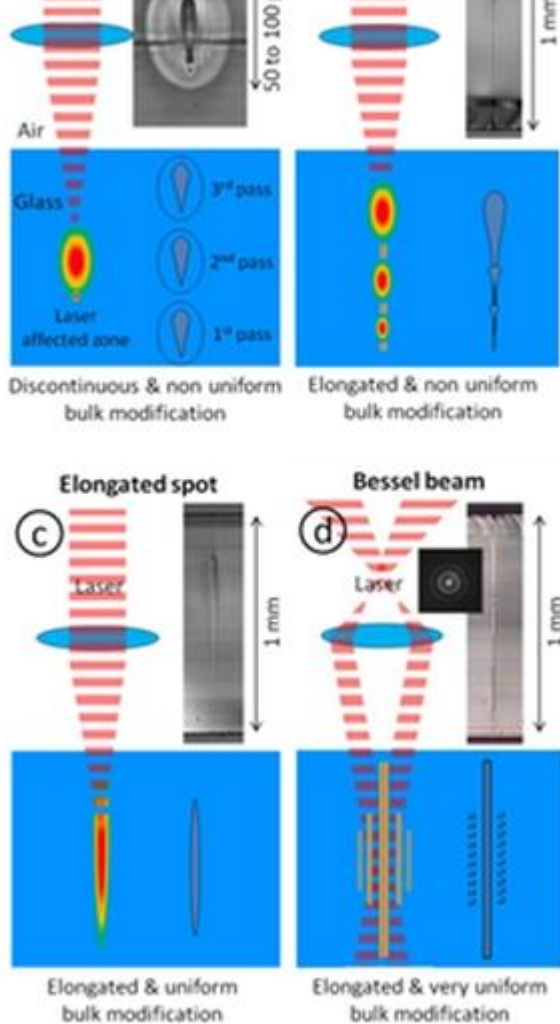 50 to 100
1 mm
Air
Glass
3rd pass
2nd pass
1st pass
Laser
affected zone
Discontinuous & non uniform
bulk modification
Elongated & non uniform
bulk modification
Elongated spot
Bessel beam
c
d
Laser
Laser
1 mm
1 mm
Elongated & uniform
bulk modification
Elongated & very uniform
bulk modification